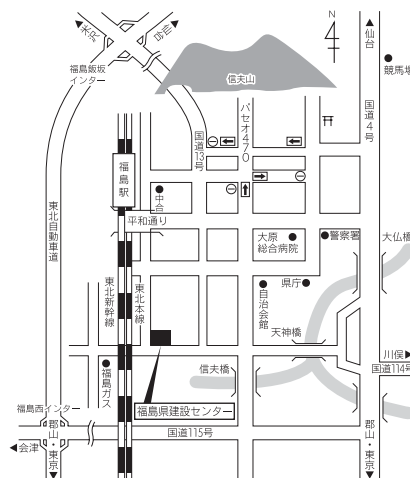 米沢
仙台
N
仙台
福島飯坂
インター
信夫山
競馬場
パセオ470
国道4号
国道13号
福島駅
中合
平和通り
東北自動車道
大原
総合病院
警察署
大仏橋
東北新幹線
東北本線
自治会館
県庁
天神橋
川俣
国道114号
福島ガス
信夫橋
福島西インター
福島県建設センター
国道115号
会津
郡山・東京
郡山・東京